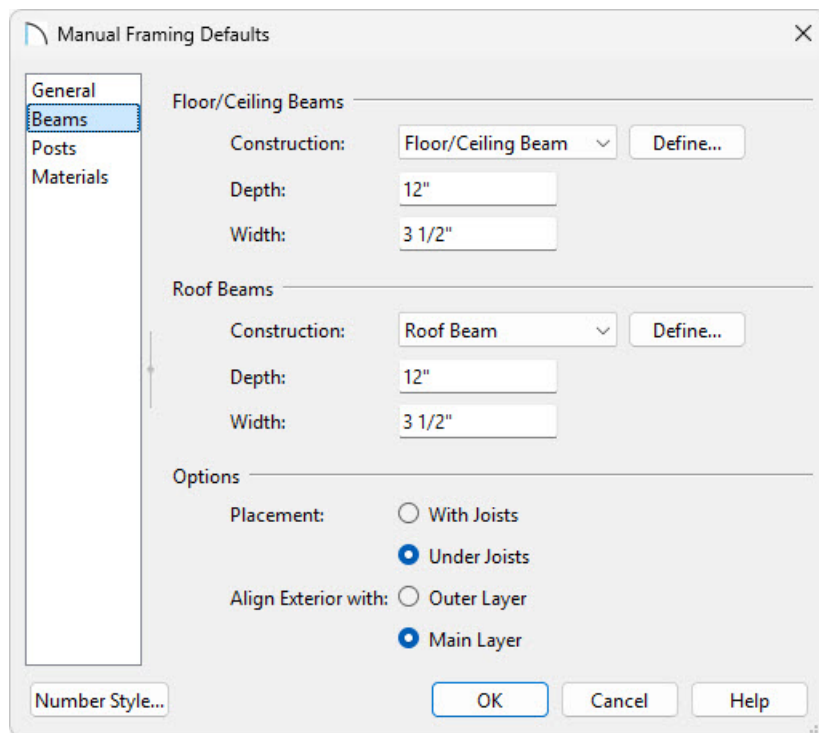 Manual Framing Defaults
General
Beams
Posts
Materials
Floor/Ceiling Beams
Construction: Floor/Ceiling Beam Define...
Depth: 12"
Width: 3 1/2"
Roof Beams
Construction: Roof Beam Define...
Depth: 12"
Width: 3 1/2"
Options
Placement: With Joists
Under Joists
Align Exterior with: Outer Layer
Main Layer
Number Style... OK Cancel Help